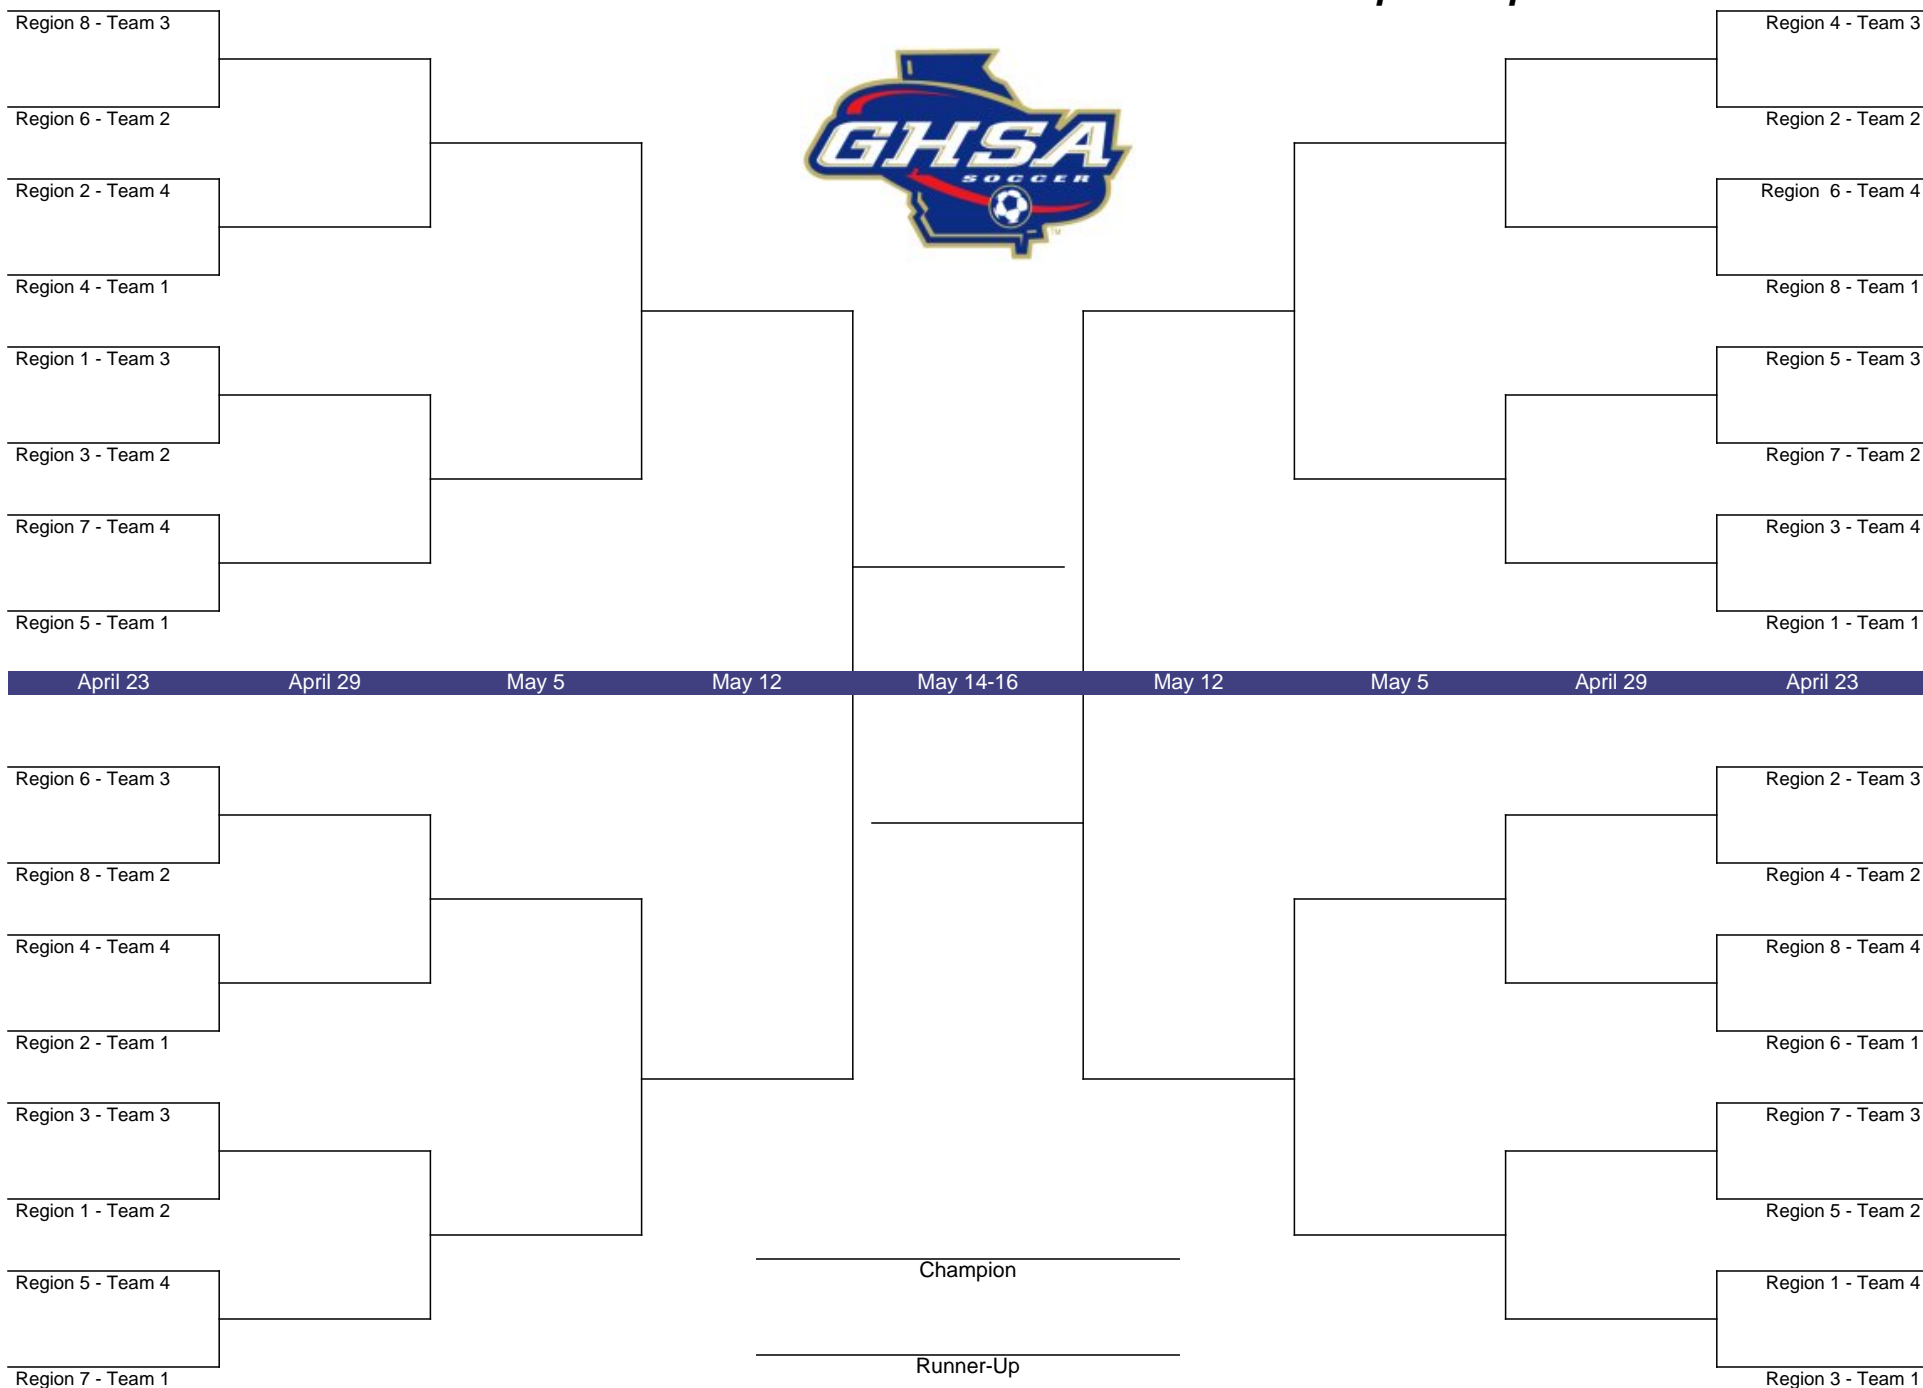 Region 8 - Team 3
Region 6 - Team 2
Region 2 - Team 4
Region 4 - Team 1
Region 1 - Team 3
Region 3 - Team 2
Region 7 - Team 4
Region 5 - Team 1
GHSA
SOCCER
TM
Region 4 - Team 3
Region 2 - Team 2
Region  6 - Team 4
Region 8 - Team 1
Region 5 - Team 3
Region 7 - Team 2
Region 3 - Team 4
Region 1 - Team 1
April 23 April 29 May 5 May 12 May 14-16 May 12 May 5 April 29 April 23
Region 6 - Team 3
Region 8 - Team 2
Region 4 - Team 4
Region 2 - Team 1
Region 3 - Team 3
Region 1 - Team 2
Region 5 - Team 4
Region 7 - Team 1
Champion
Runner-Up
Region 2 - Team 3
Region 4 - Team 2
Region 8 - Team 4
Region 6 - Team 1
Region 7 - Team 3
Region 5 - Team 2
Region 1 - Team 4
Region 3 - Team 1